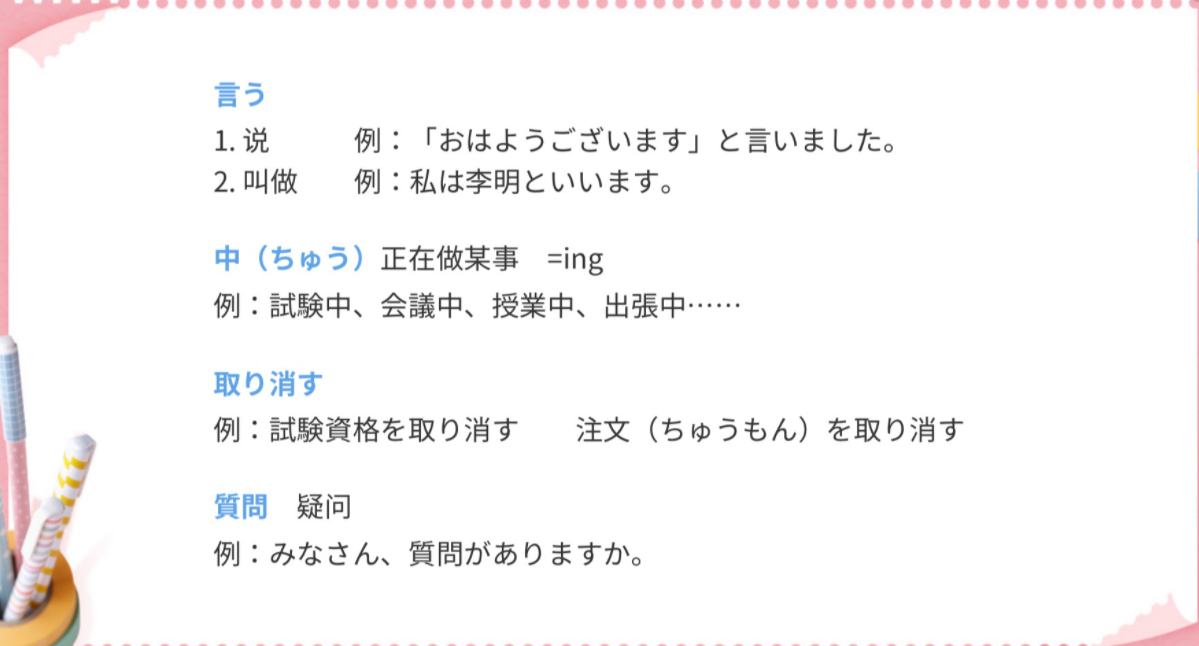 言う
1. 说　　　例：「おはようございます」と言いました。
2. 叫做　　例：私は李明といいます。
中（ちゅう）正在做某事　=ing
例：試験中、会議中、授業中、出張中……
取り消す
例：試験資格を取り消す　　注文（ちゅうもん）を取り消す
質問　疑问
例：みなさん、質問がありますか。